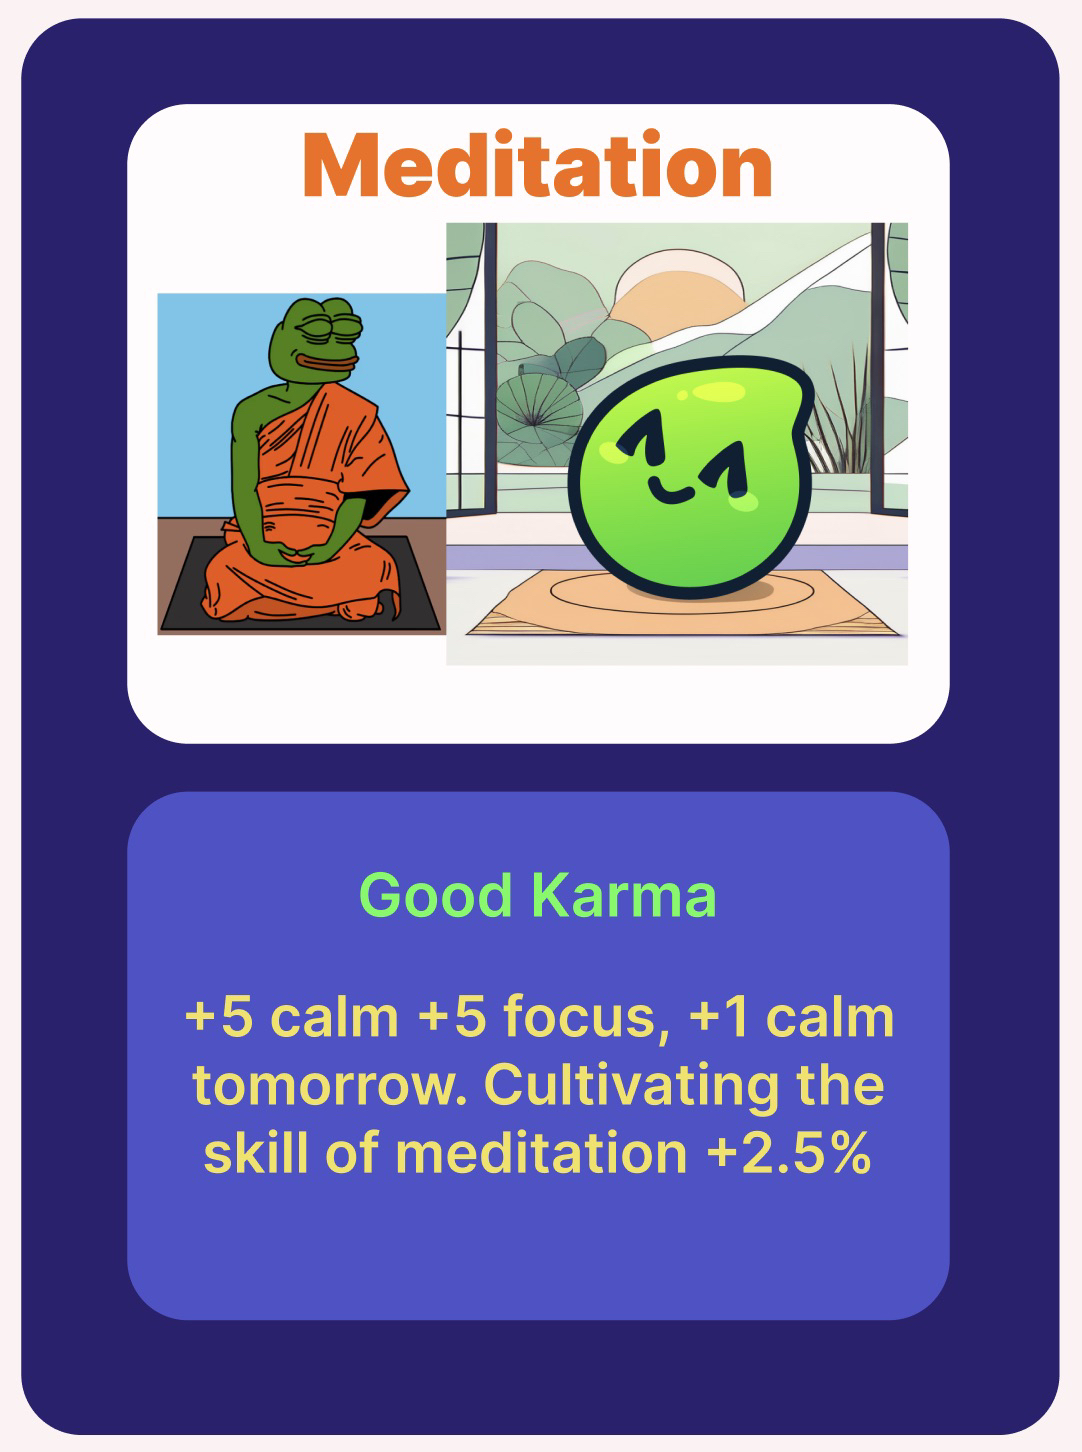 Meditation
Good Karma
+5 calm +5 focus, +1 calm
tomorrow. Cultivating the
skill of meditation +2.5%